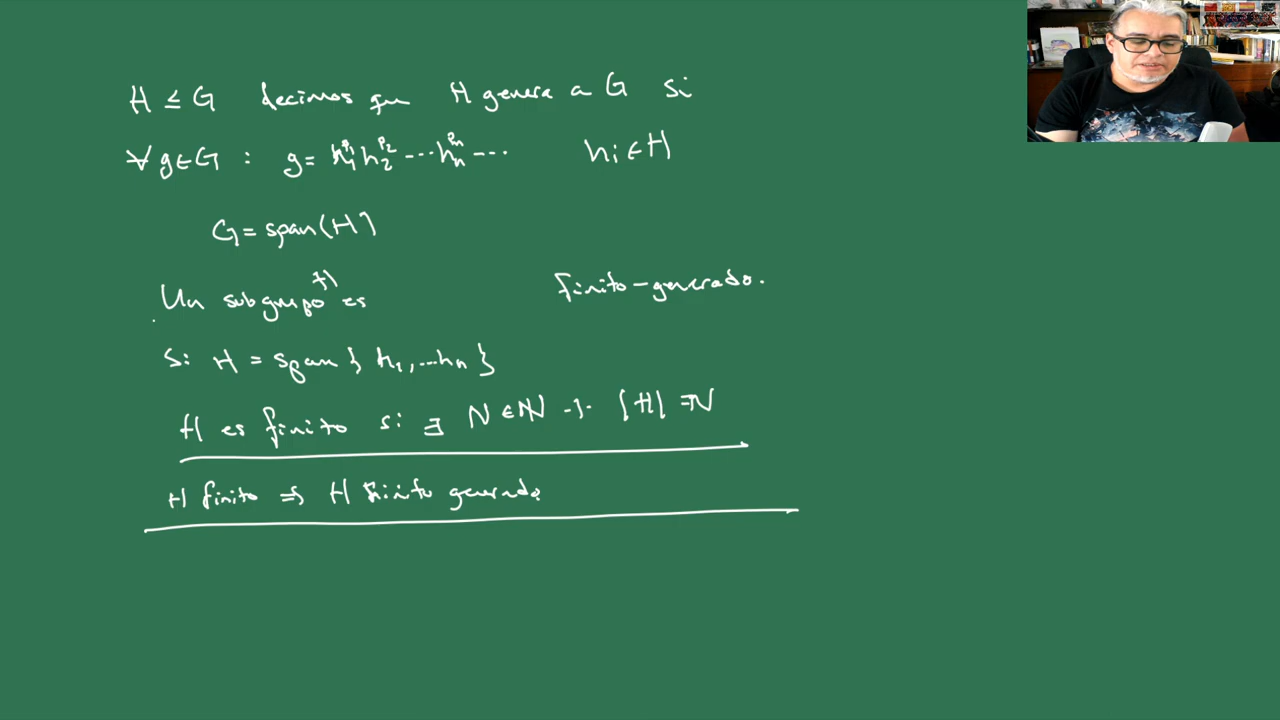 H ≤ G decimos que H genera a G si
∀ g ∈ G : g = h₁^{p₁} h₂^{p₂} ⋯ hₙ^{pₙ} ⋯ hi ∈ H
G = span(H)
Un subgrupo H es finito-generado.
Si H = span { h₁, … hₙ }
H es finito si ∃ N ∈ ℕ ·|· |H| = N
H finito ⇒ H finito generado